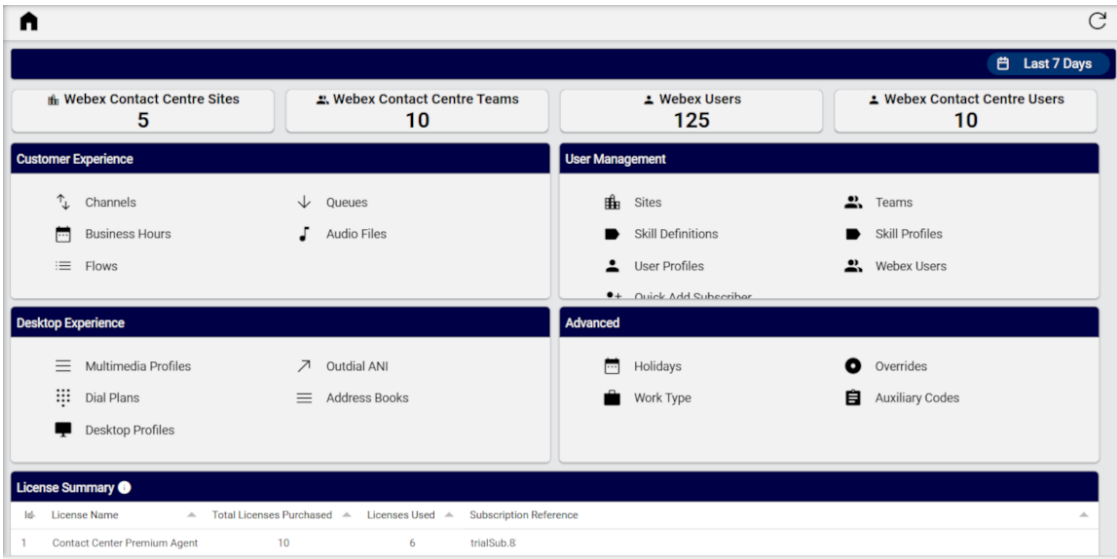 Last 7 Days
Webex Contact Centre Sites
5
Webex Contact Centre Teams
10
Webex Users
125
Webex Contact Centre Users
10
Customer Experience
Channels
Queues
Business Hours
Audio Files
Flows
User Management
Sites
Teams
Skill Definitions
Skill Profiles
User Profiles
Webex Users
Quick Add Subscriber
Desktop Experience
Multimedia Profiles
Outdial ANI
Dial Plans
Address Books
Desktop Profiles
Advanced
Holidays
Overrides
Work Type
Auxiliary Codes
License Summary
Id License Name Total Licenses Purchased Licenses Used Subscription Reference
1 Contact Center Premium Agent 10 6 trialSub.8